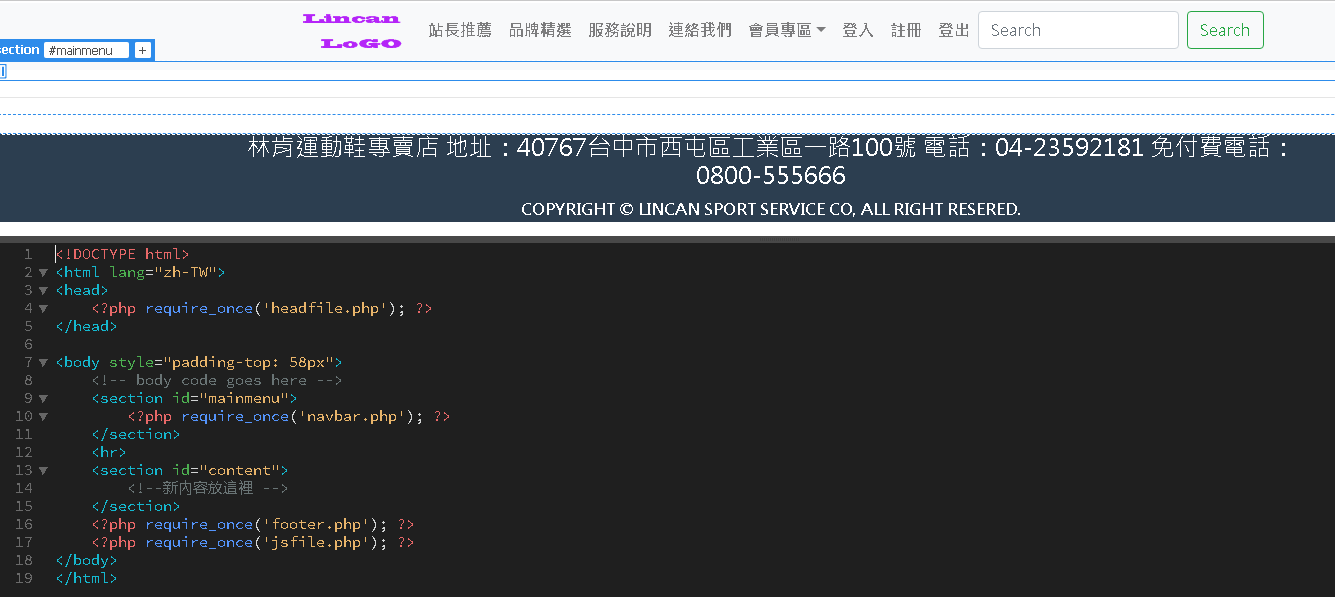 Lincan
LoGO
站長推薦 品牌精選 服務說明 連絡我們 會員專區 登入 註冊 登出 Search Search
section #mainmenu +
林肯運動鞋專賣店 地址：40767台中市西屯區工業區一路100號 電話：04-23592181 免付費電話：
0800-555666
COPYRIGHT © LINCAN SPORT SERVICE CO, ALL RIGHT RESERED.
1 <!DOCTYPE html>
2 <html lang="zh-TW">
3 <head>
4 <?php require_once('headfile.php'); ?>
5 </head>
6
7 <body style="padding-top: 58px">
8 <!-- body code goes here -->
9 <section id="mainmenu">
10 <?php require_once('navbar.php'); ?>
11 </section>
12 <hr>
13 <section id="content">
14 <!--新內容放這裡 -->
15 </section>
16 <?php require_once('footer.php'); ?>
17 <?php require_once('jsfile.php'); ?>
18 </body>
19 </html>